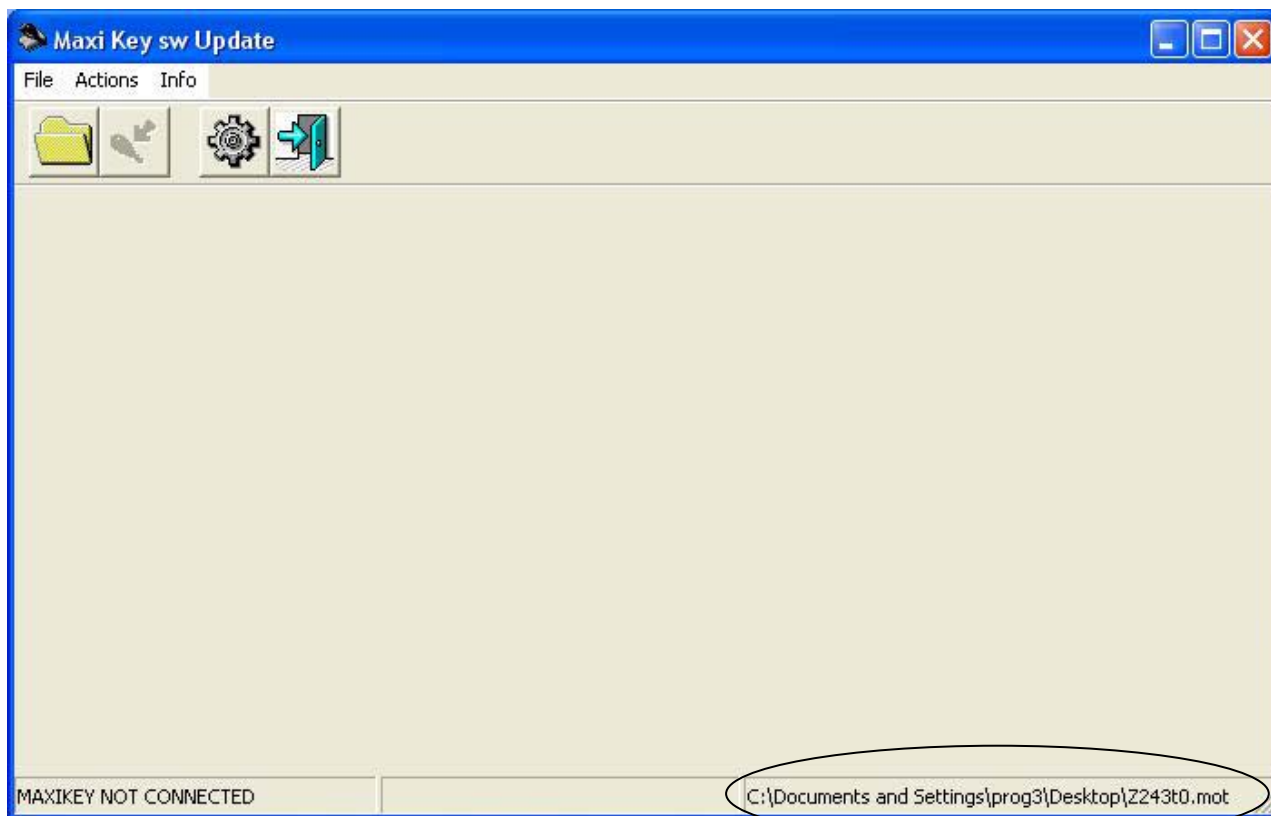 Maxi Key sw Update
File Actions Info
MAXIKEY NOT CONNECTED
C:\Documents and Settings\prog3\Desktop\Z243t0.mot